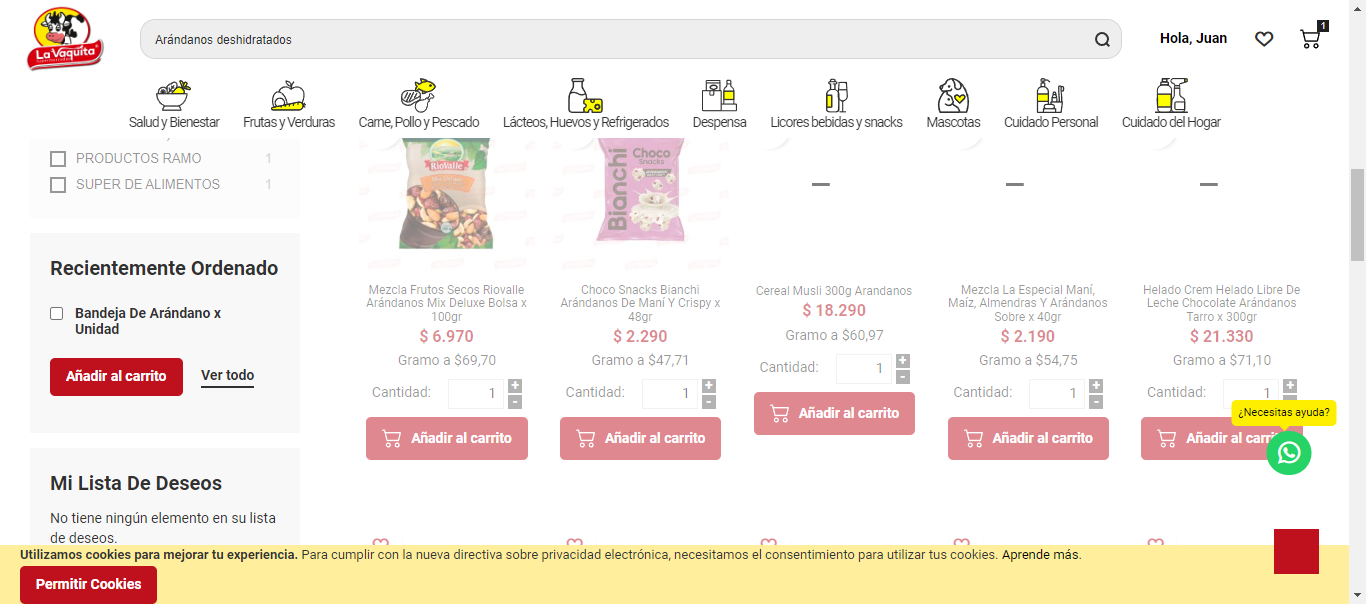 La Vaquita
Supermercados
Arándanos deshidratados
Hola, Juan
1
Salud y Bienestar
Frutas y Verduras
Carne, Pollo y Pescado
Lácteos, Huevos y Refrigerados
Despensa
Licores bebidas y snacks
Mascotas
Cuidado Personal
Cuidado del Hogar
PRODUCTOS RAMO 1
SUPER DE ALIMENTOS 1
Recientemente Ordenado
Bandeja De Arándano x
Unidad
Añadir al carrito
Ver todo
Mi Lista De Deseos
No tiene ningún elemento en su lista
de deseos.
RioValle
Mezcla Frutos Secos Riovalle
Arándanos Mix Deluxe Bolsa x
100gr
$ 6.970
Gramo a $69,70
Cantidad: 1 + -
Añadir al carrito
Bianchi
Choco
Snacks
Choco Snacks Bianchi
Arándanos De Maní Y Crispy x
48gr
$ 2.290
Gramo a $47,71
Cantidad: 1 + -
Añadir al carrito
Cereal Musli 300g Arandanos
$ 18.290
Gramo a $60,97
Cantidad: 1 + -
Añadir al carrito
Mezcla La Especial Maní,
Maíz, Almendras Y Arándanos
Sobre x 40gr
$ 2.190
Gramo a $54,75
Cantidad: 1 + -
Añadir al carrito
Helado Crem Helado Libre De
Leche Chocolate Arándanos
Tarro x 300gr
$ 21.330
Gramo a $71,10
Cantidad: 1 + -
Añadir al carrito
¿Necesitas ayuda?
Utilizamos cookies para mejorar tu experiencia. Para cumplir con la nueva directiva sobre privacidad electrónica, necesitamos el consentimiento para utilizar tus cookies. Aprende más.
Permitir Cookies